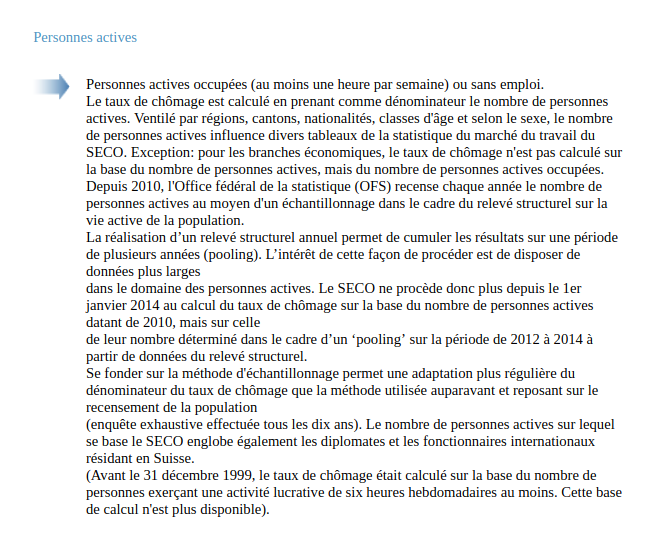 Personnes actives
Personnes actives occupées (au moins une heure par semaine) ou sans emploi.
Le taux de chômage est calculé en prenant comme dénominateur le nombre de personnes
actives. Ventilé par régions, cantons, nationalités, classes d'âge et selon le sexe, le nombre
de personnes actives influence divers tableaux de la statistique du marché du travail du
SECO. Exception: pour les branches économiques, le taux de chômage n'est pas calculé sur
la base du nombre de personnes actives, mais du nombre de personnes actives occupées.
Depuis 2010, l'Office fédéral de la statistique (OFS) recense chaque année le nombre de
personnes actives au moyen d'un échantillonnage dans le cadre du relevé structurel sur la
vie active de la population.
La réalisation d’un relevé structurel annuel permet de cumuler les résultats sur une période
de plusieurs années (pooling). L’intérêt de cette façon de procéder est de disposer de
données plus larges
dans le domaine des personnes actives. Le SECO ne procède donc plus depuis le 1er
janvier 2014 au calcul du taux de chômage sur la base du nombre de personnes actives
datant de 2010, mais sur celle
de leur nombre déterminé dans le cadre d’un ‘pooling’ sur la période de 2012 à 2014 à
partir de données du relevé structurel.
Se fonder sur la méthode d'échantillonnage permet une adaptation plus régulière du
dénominateur du taux de chômage que la méthode utilisée auparavant et reposant sur le
recensement de la population
(enquête exhaustive effectuée tous les dix ans). Le nombre de personnes actives sur lequel
se base le SECO englobe également les diplomates et les fonctionnaires internationaux
résidant en Suisse.
(Avant le 31 décembre 1999, le taux de chômage était calculé sur la base du nombre de
personnes exerçant une activité lucrative de six heures hebdomadaires au moins. Cette base
de calcul n'est plus disponible).